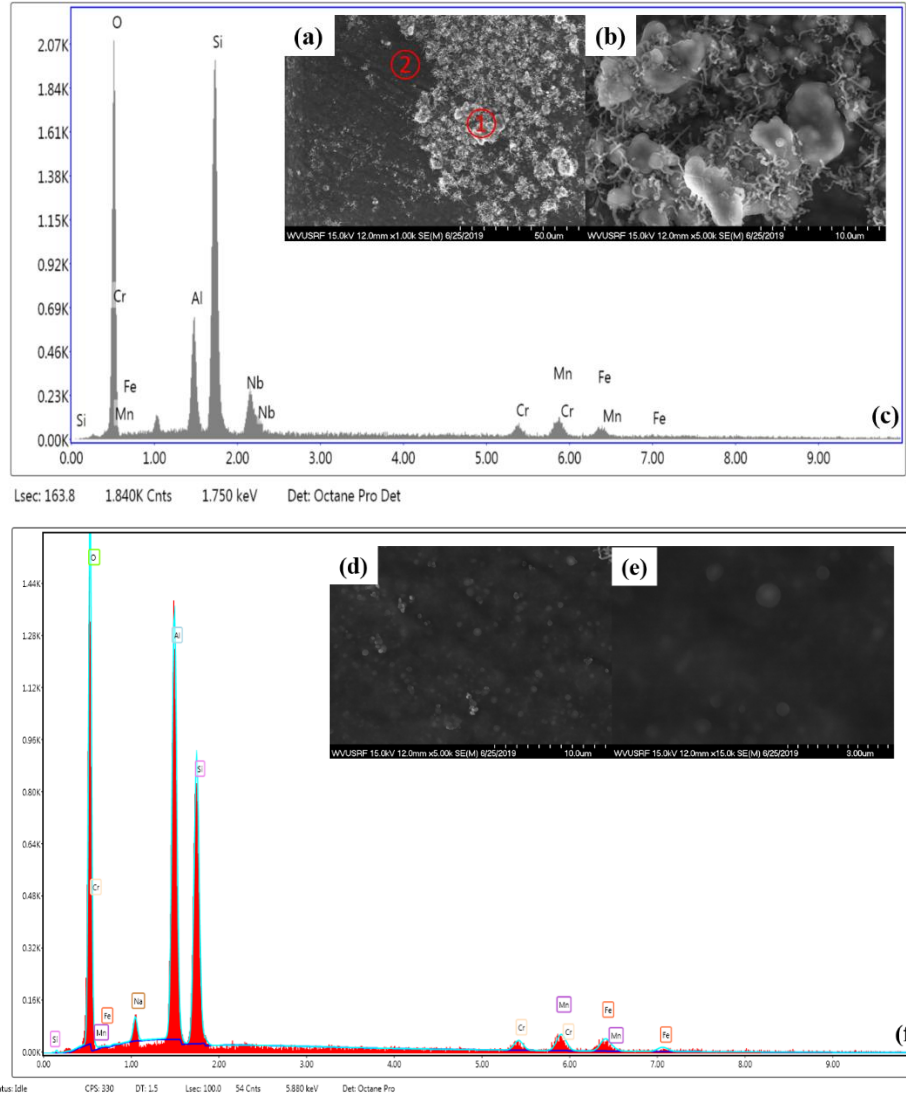 O
Si
(a)
(b)
2
1
2.07K
1.84K
1.61K
1.38K
1.15K
0.92K
0.69K
0.46K
0.23K
0.00K
WVUSRF 15.0kV 12.0mm x1.00k SE(M) 6/25/2019 50.0um
WVUSRF 15.0kV 12.0mm x5.00k SE(M) 6/25/2019 10.0um
Cr
Al
Fe
Si
Mn
Nb
Nb
Mn
Fe
Cr
Cr
Mn
Fe
(c)
0.00 1.00 2.00 3.00 4.00 5.00 6.00 7.00 8.00 9.00
Lsec: 163.8 1.840K Cnts 1.750 keV Det: Octane Pro Det
O
(d)
(e)
1.44K
1.28K
1.12K
0.96K
0.80K
0.64K
0.48K
0.32K
0.16K
0.00K
Al
Si
WVUSRF 15.0kV 12.0mm x5.00k SE(M) 6/25/2019 10.0um
WVUSRF 15.0kV 12.0mm x15.0k SE(M) 6/25/2019 3.00um
Cr
Na
Fe
Mn
Si
Mn
Fe
Cr
Cr
Mn
Fe
(f
0.00 1.00 2.00 3.00 4.00 5.00 6.00 7.00 8.00 9.00
atus: Idle CPS: 330 DT: 1.5 Lsec: 100.0 54 Cnts 5.880 keV Det: Octane Pro